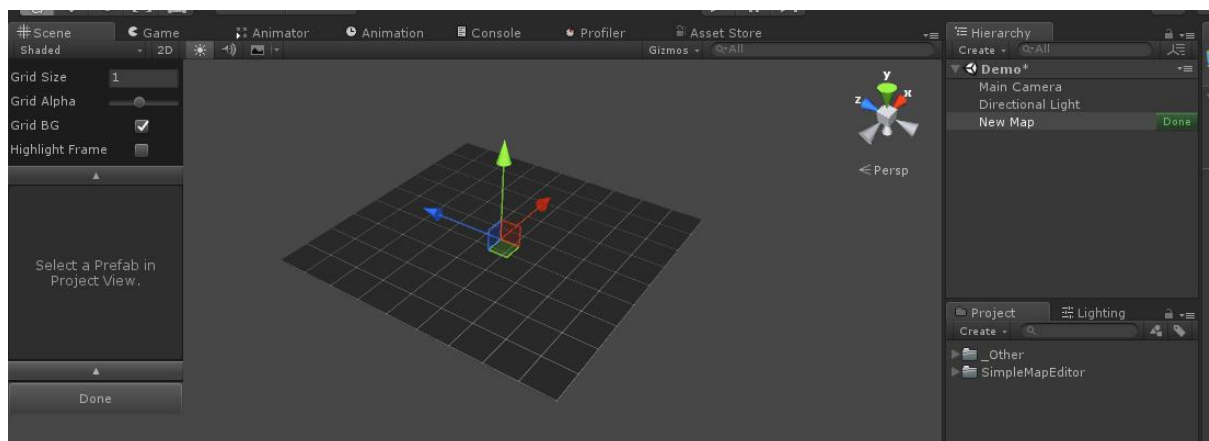 Scene
Game
Animator
Animation
Console
Profiler
Asset Store
Shaded
2D
Gizmos
All
Grid Size 1
Grid Alpha
Grid BG
Highlight Frame
Select a Prefab in
Project View.
Done
y
z
x
Persp
Hierarchy
Create
All
Demo*
Main Camera
Directional Light
New Map
Done
Project
Lighting
Create
_Other
SimpleMapEditor